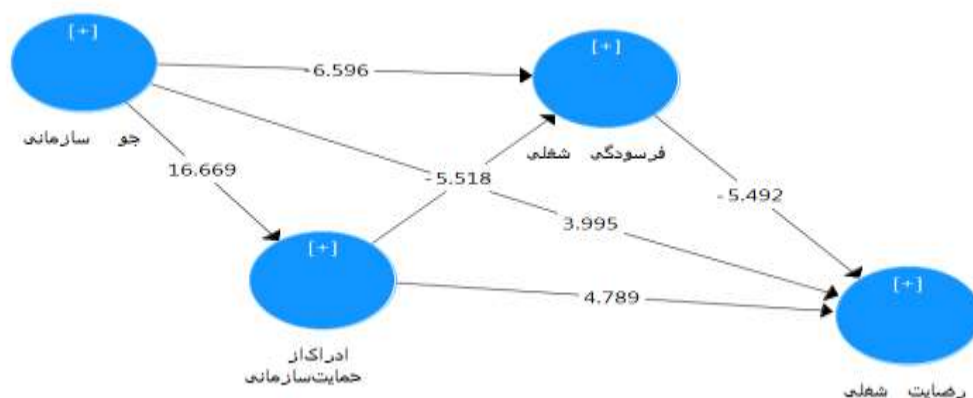 [+]
[+]
-6.596
جو سازمانی
فرسودگی شغلی
16.669
-5.518
-5.492
3.995
[+]
[+]
4.789
ادراک‌از
حمایت‌سازمانی
رضایت شغلی